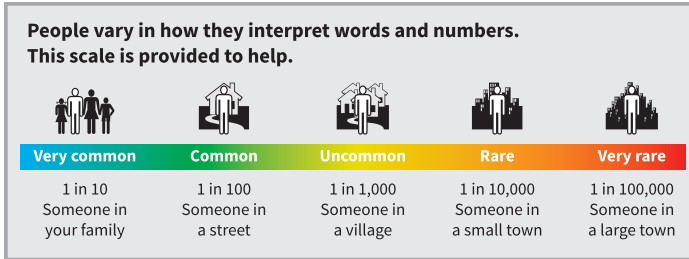 People vary in how they interpret words and numbers.
This scale is provided to help.
Very common
Common
Uncommon
Rare
Very rare
1 in 10
Someone in
your family
1 in 100
Someone in
a street
1 in 1,000
Someone in
a village
1 in 10,000
Someone in
a small town
1 in 100,000
Someone in
a large town